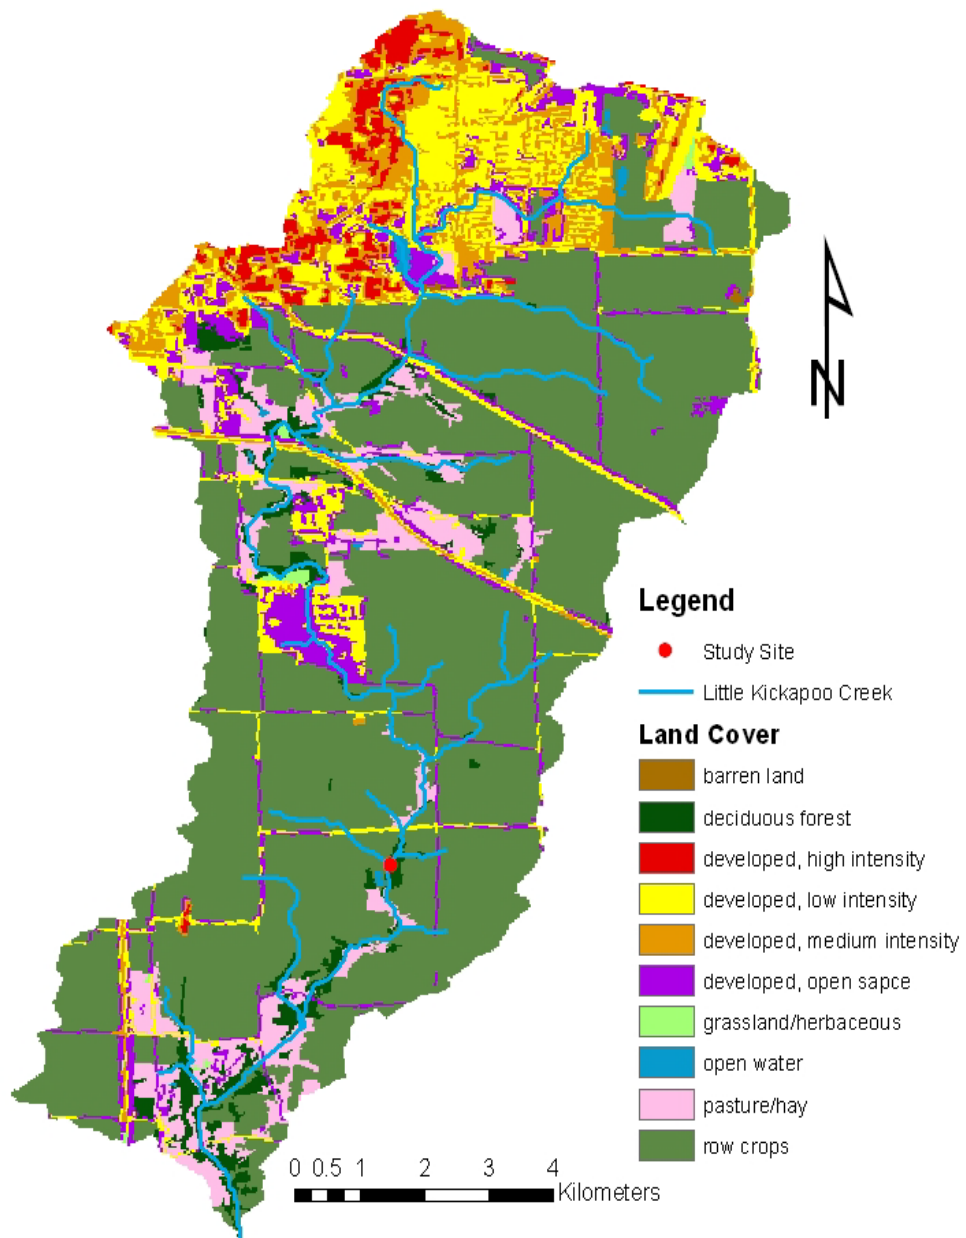 N
Legend
Study Site
Little Kickapoo Creek
Land Cover
barren land
deciduous forest
developed, high intensity
developed, low intensity
developed, medium intensity
developed, open sapce
grassland/herbaceous
open water
pasture/hay
row crops
0 0.5 1 2 3 4
Kilometers